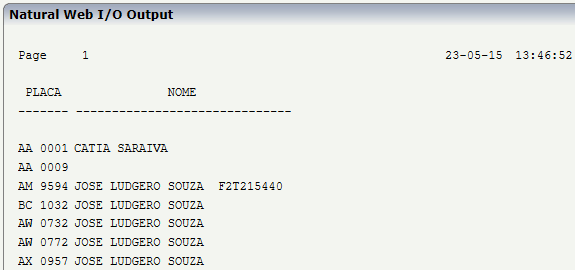 Natural Web I/O Output
Page 1 23-05-15 13:46:52
PLACA NOME
------- ------------------------------
AA 0001 CATIA SARAIVA
AA 0009
AM 9594 JOSE LUDGERO SOUZA F2T215440
BC 1032 JOSE LUDGERO SOUZA
AW 0732 JOSE LUDGERO SOUZA
AW 0772 JOSE LUDGERO SOUZA
AX 0957 JOSE LUDGERO SOUZA